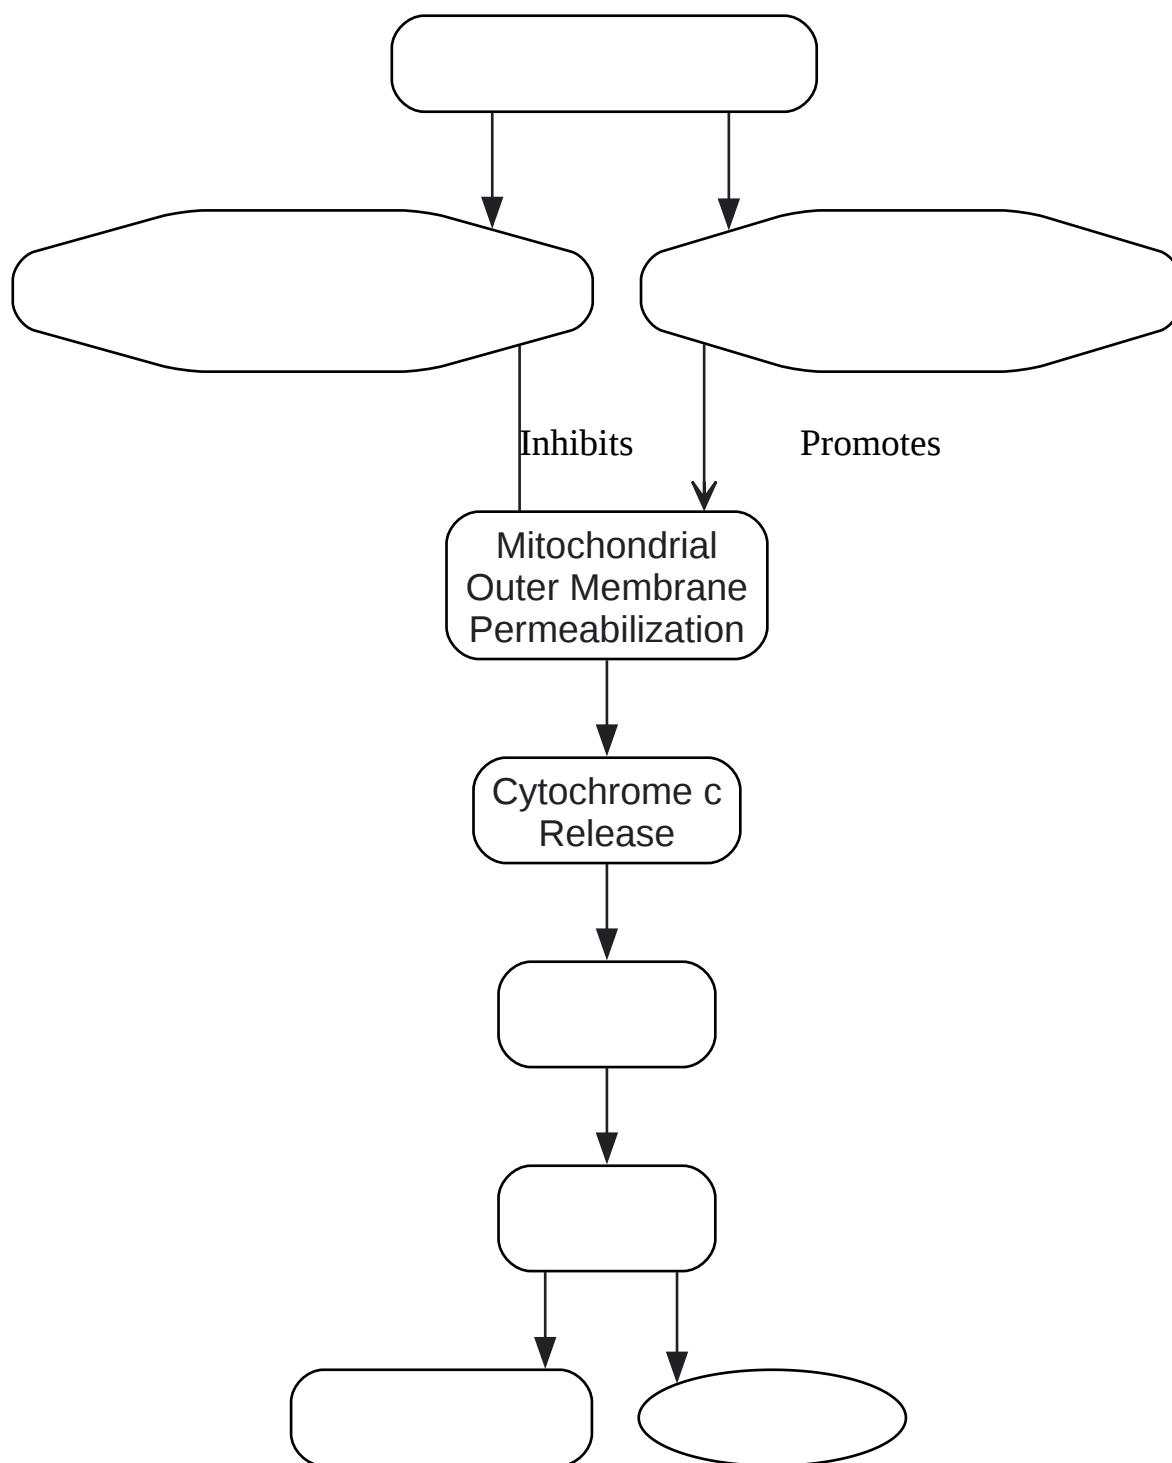 Inhibits
Promotes
Mitochondrial
Outer Membrane
Permeabilization
Cytochrome c
Release